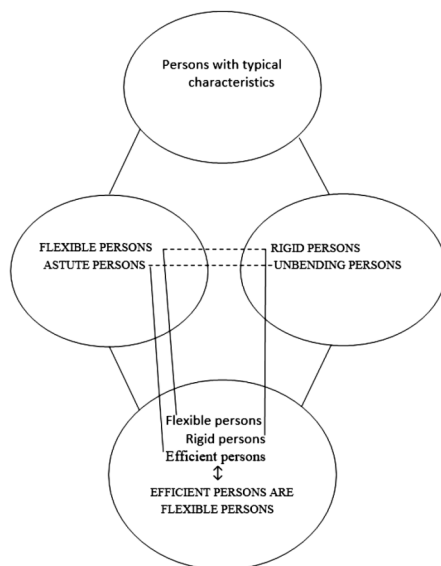 Persons with typical
characteristics
FLEXIBLE PERSONS
ASTUTE PERSONS
RIGID PERSONS
UNBENDING PERSONS
Flexible persons
Rigid persons
Efficient persons
EFFICIENT PERSONS ARE
FLEXIBLE PERSONS